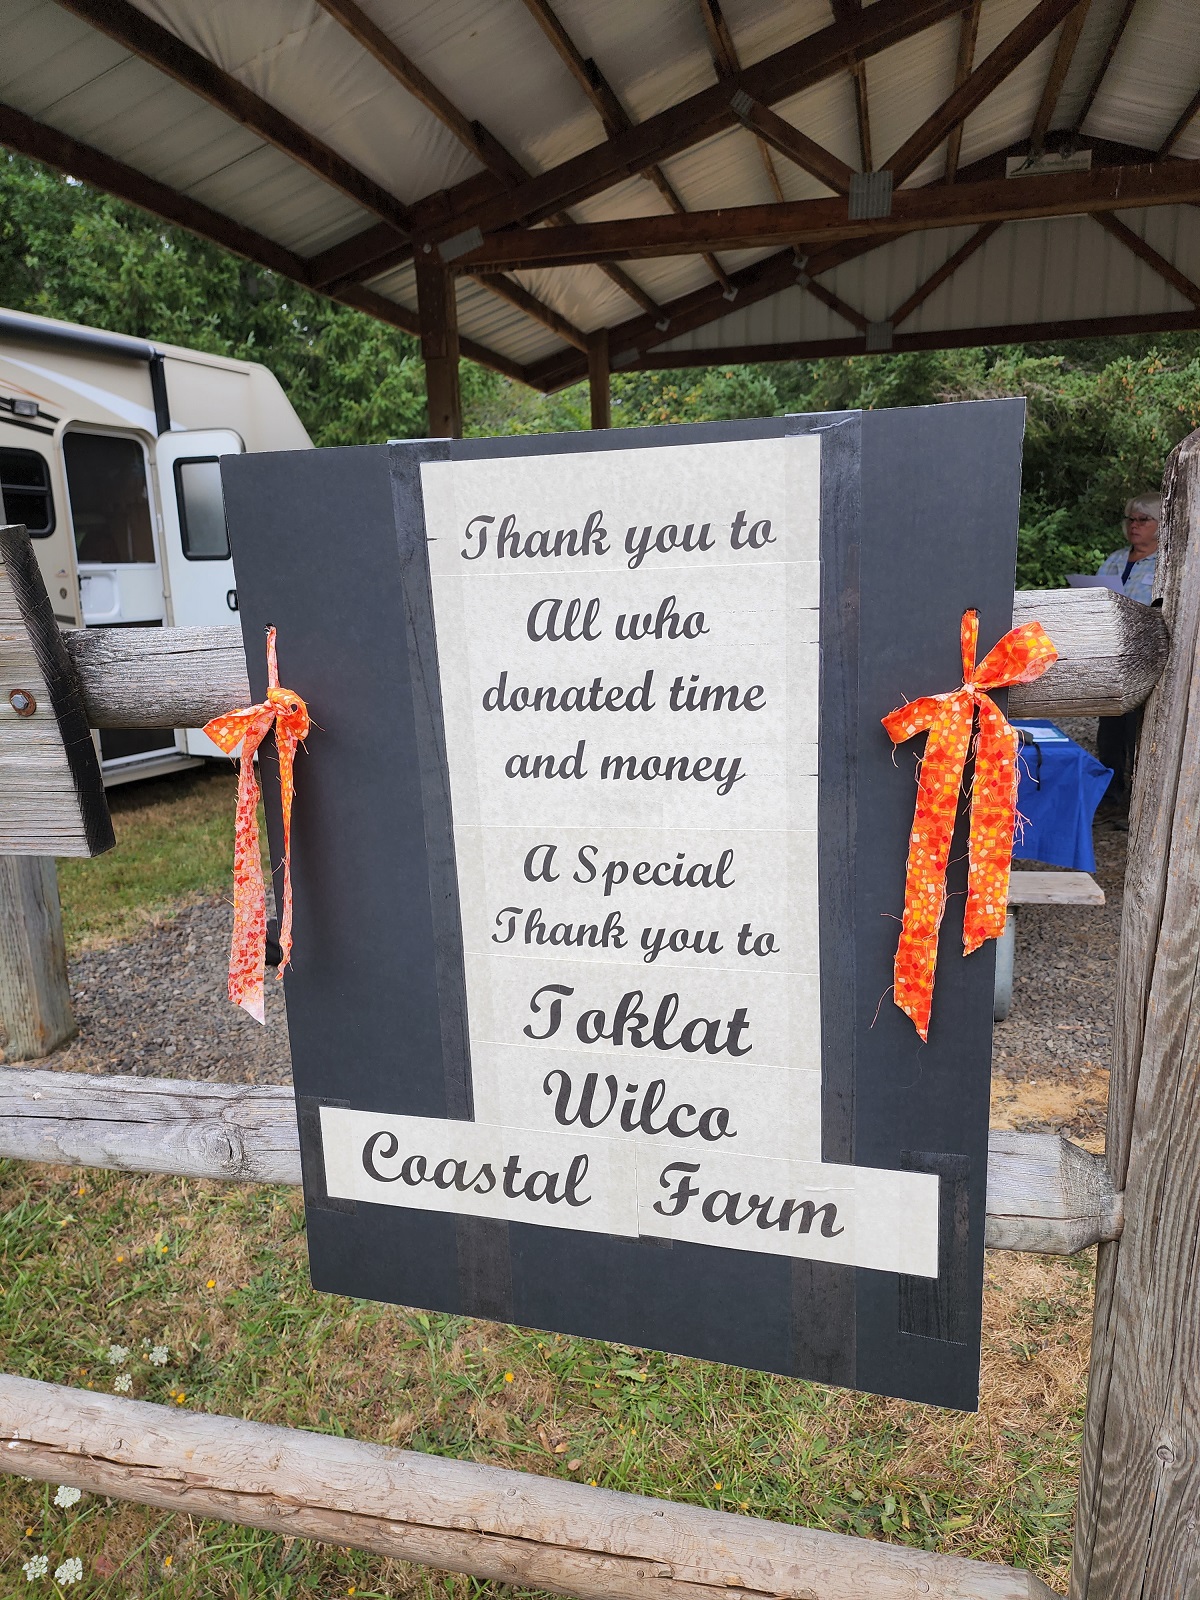 Thank you to
All who
donated time
and money
A Special
Thank you to
Toklat
Wilco
Coastal Farm